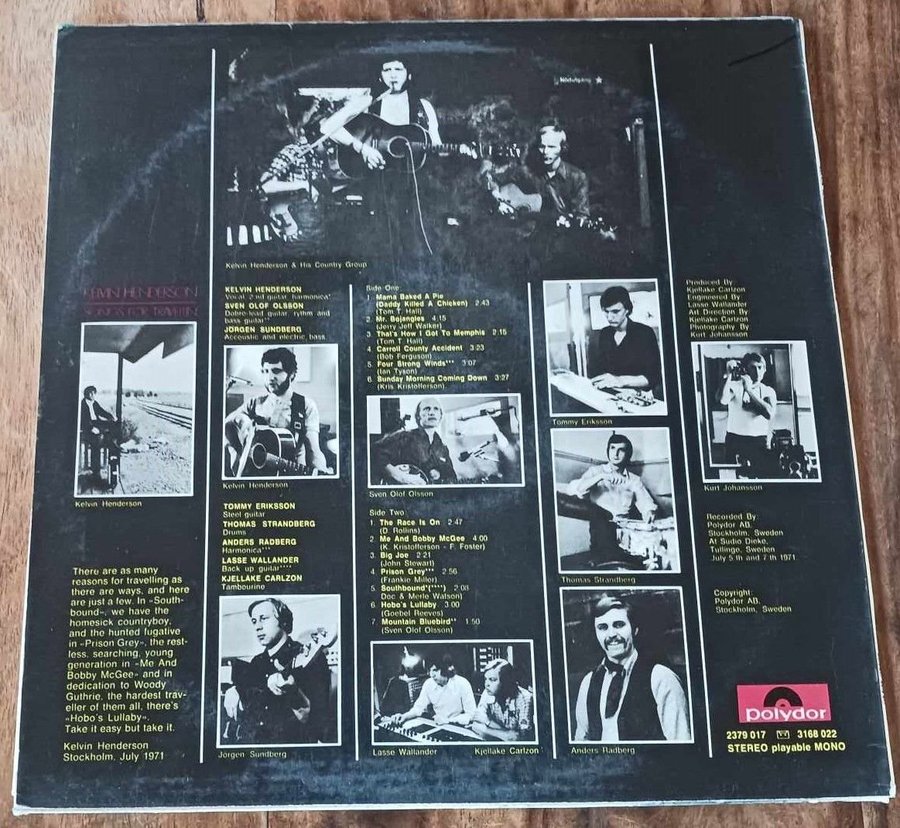 Kelvin Henderson & His Country Group
KELVIN HENDERSON
Kelvin Henderson
There are as many
reasons for travelling as
there are ways, and here
are just a few. In »South-
bound», we have the
homesick countryboy,
and the hunted fugative
in »Prison Grey», the rest-
less, searching, young
generation in »Me And
Bobby McGee» and in
dedication to Woody
Guthrie, the hardest trav-
eller of them all, there's
»Hobo's Lullaby».
Take it easy but take it.
Kelvin Henderson
Stockholm, July 1971
KELVIN HENDERSON
Vocal, 2:nd guitar, harmonica*
SVEN OLOF OLSSON
Dobro-lead guitar, rythm and
bass guitar**
JÖRGEN SUNDBERG
Accoustic and electric bass
Kelvin Henderson
TOMMY ERIKSSON
Steel guitar
THOMAS STRANDBERG
Drums
ANDERS RADBERG
Harmonica***
LASSE WALLANDER
Back up guitar****
KJELLAKE CARLZON
Tambourine
Jörgen Sundberg
Side One
1. Mama Baked A Pie
(Daddy Killed A Chicken) 2:43
(Tom T. Hall)
2. Mr. Bojangles 4:15
(Jerry Jeff Walker)
3. That's How I Got To Memphis 2:15
(Tom T. Hall)
4. Carroll County Accident 3:23
(Bob Ferguson)
5. Four Strong Winds*** 3:07
(Ian Tyson)
6. Sunday Morning Coming Down 3:27
(Kris Kristofferson)
Sven Olof Olsson
Side Two
1. The Race Is On 2:47
(D. Rollins)
2. Me And Bobby McGee 4:00
(K. Kristofferson - F. Foster)
3. Big Joe 2:21
(John Stewart)
4. Prison Grey*** 2:56
(Frankie Miller)
5. Southbound*(****) 2:03
(Doc & Merle Watson)
6. Hobo's Lullaby 3:00
(Goebel Reeves)
7. Mountain Bluebird** 1:50
(Sven Olof Olsson)
Lasse Wallander Kjellake Carlzon
Tommy Eriksson
Thomas Strandberg
Anders Radberg
Produced By
Kjellake Carlzon
Engineered By
Lasse Wallander
Art Direction By
Kjellake Carlzon
Photography By
Kurt Johansson
Kurt Johansson
Recorded By:
Polydor AB,
Stockholm, Sweden
At Sudio Dieke,
Tullinge, Sweden
July 5.th and 7.th 1971.
Copyright:
Polydor AB,
Stockholm, Sweden
polydor
2379 017 3168 022
STEREO playable MONO